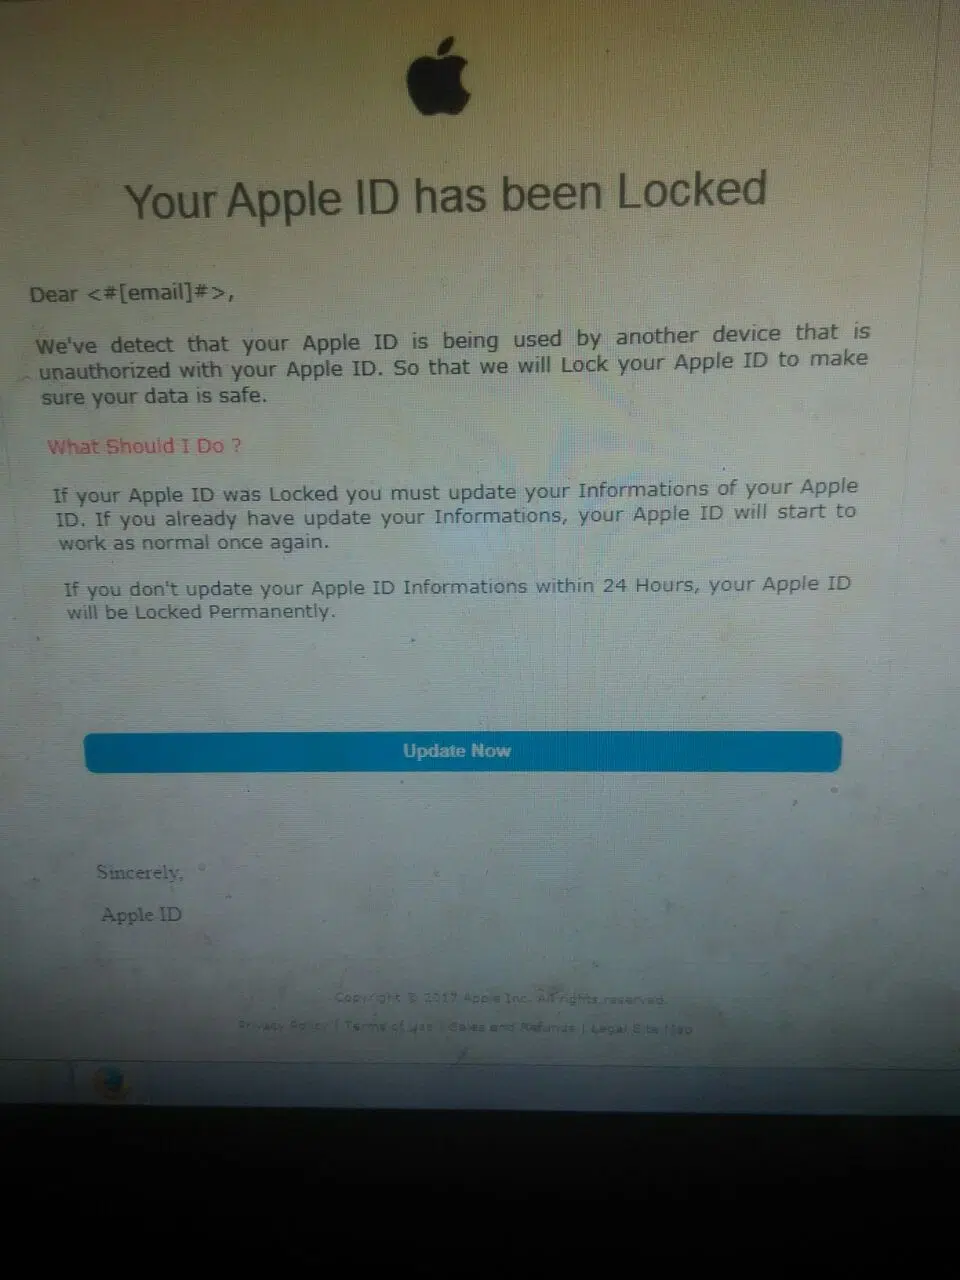 Your Apple ID has been Locked
Dear <#[email]#>,
We've detect that your Apple ID is being used by another device that is
unauthorized with your Apple ID. So that we will Lock your Apple ID to make
sure your data is safe.
What Should I Do ?
If your Apple ID was Locked you must update your Informations of your Apple
ID. If you already have update your Informations, your Apple ID will start to
work as normal once again.
If you don't update your Apple ID Informations within 24 Hours, your Apple ID
will be Locked Permanently.
Update Now
Sincerely,
Apple ID
Copyright © 2017 Apple Inc. All rights reserved.
Privacy Policy | Terms of Use | Sales and Refunds | Legal Site Map